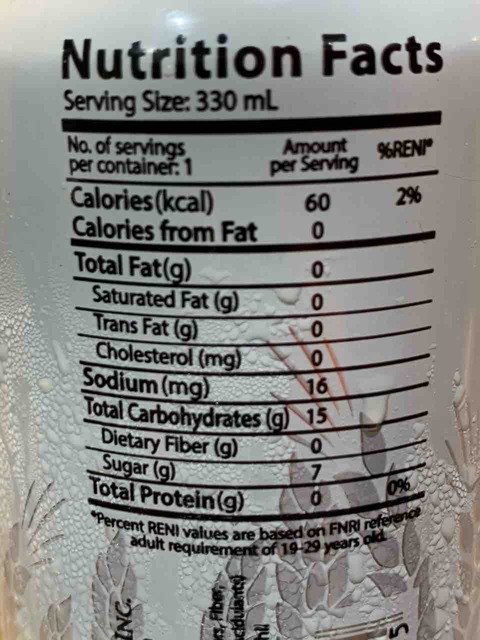 Nutrition Facts
Serving Size: 330 mL
No. of servings per container: 1 Amount per Serving %RENI*
Calories (kcal) 60 2%
Calories from Fat 0
Total Fat (g) 0
Saturated Fat (g) 0
Trans Fat (g) 0
Cholesterol (mg) 0
Sodium (mg) 16
Total Carbohydrates (g) 15
Dietary Fiber (g) 0
Sugar (g) 7
Total Protein (g) 0 0%
*Percent RENI values are based on FNRI reference
adult requirement of 19-29 years old.
INC.
Fiber,
5